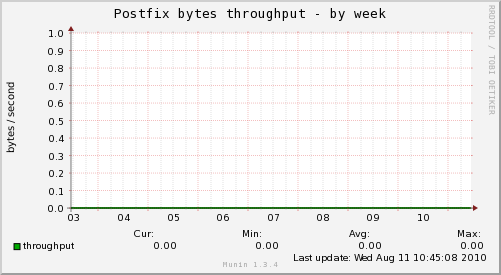 Postfix bytes throughput - by week
RRDTOOL / TOBI OETIKER
bytes / second
1.0
0.9
0.8
0.7
0.6
0.5
0.4
0.3
0.2
0.1
0.0
03 04 05 06 07 08 09 10
Cur: Min: Avg: Max:
throughput 0.00 0.00 0.00 0.00
Last update: Wed Aug 11 10:45:08 2010
Munin 1.3.4